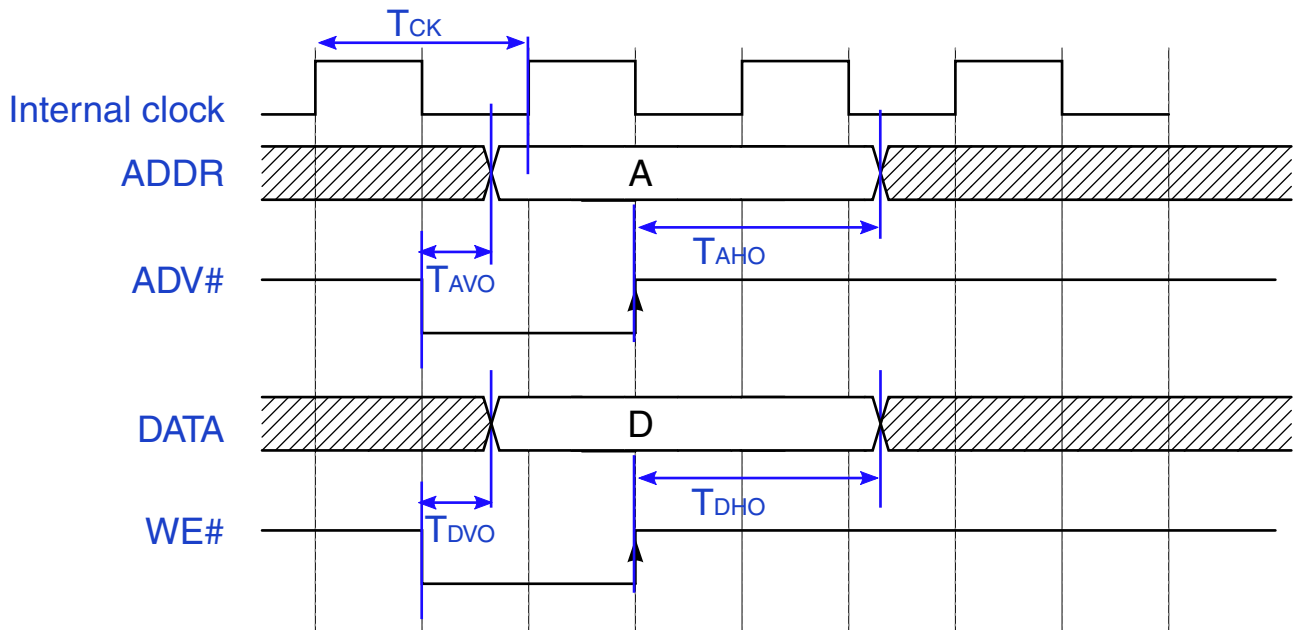 TCK
Internal clock
ADDR
A
TAHO
ADV#
TAVO
DATA
D
TDHO
WE#
TDVO